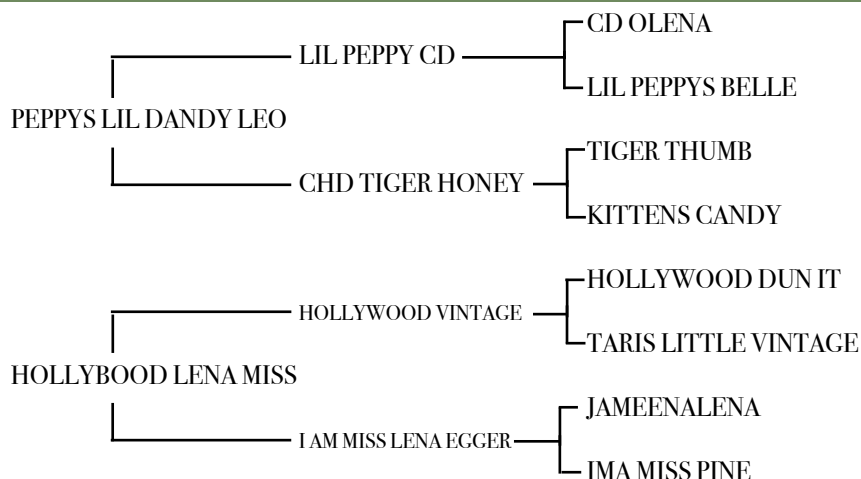 CD OLENA
LIL PEPPY CD
LIL PEPPYS BELLE
PEPPYS LIL DANDY LEO
TIGER THUMB
CHD TIGER HONEY
KITTENS CANDY
HOLLYWOOD DUN IT
HOLLYWOOD VINTAGE
TARIS LITTLE VINTAGE
HOLLYBOOD LENA MISS
JAMEENALENA
I AM MISS LENA EGGER
IMA MISS PINE